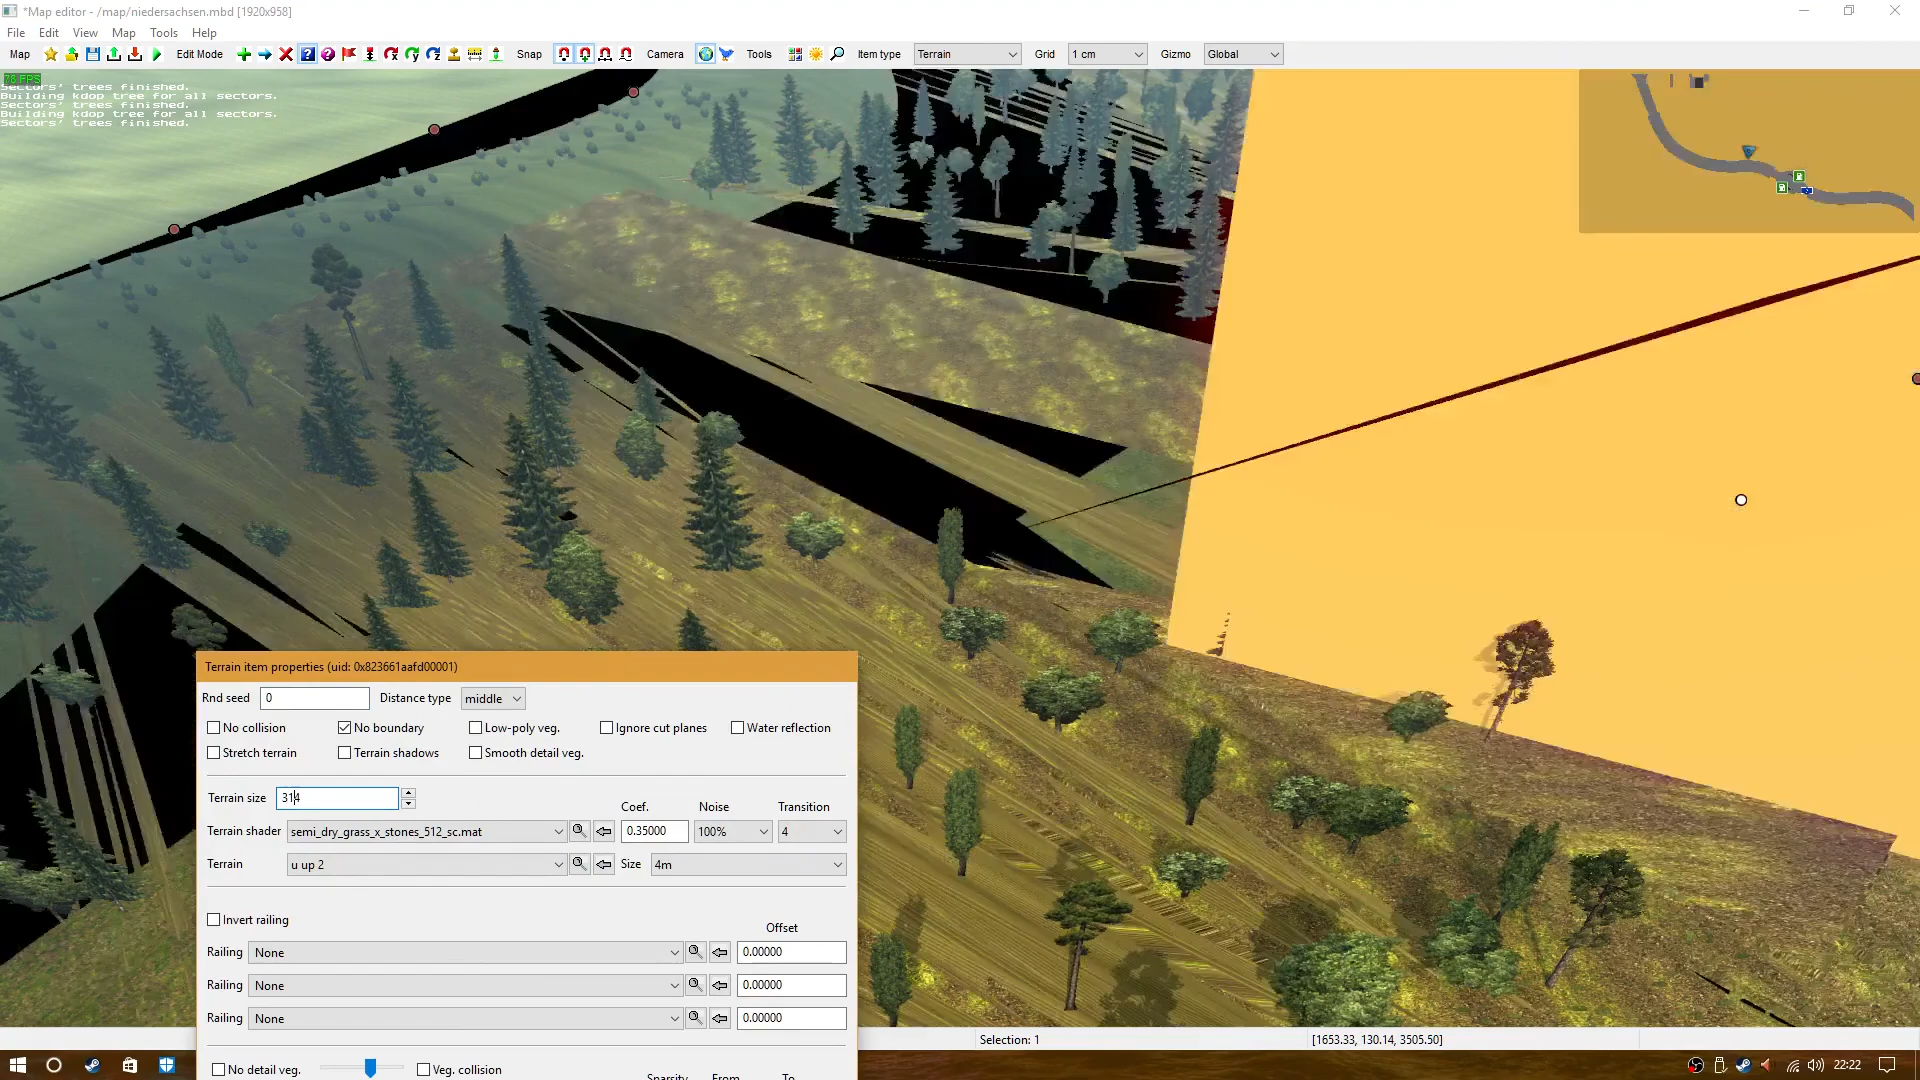 *Map editor - /map/niedersachsen.mbd [1920x958]
File Edit View Map Tools Help
Map Edit Mode Snap Camera Tools Item type Terrain Grid 1 cm Gizmo Global
78 FPS
Sectors' trees finished.
Building kdop tree for all sectors.
Sectors' trees finished.
Building kdop tree for all sectors.
Sectors' trees finished.
Terrain item properties (uid: 0x823661aafd00001)
Rnd seed 0 Distance type middle
No collision No boundary Low-poly veg. Ignore cut planes Water reflection
Stretch terrain Terrain shadows Smooth detail veg.
Terrain size 314
Coef. Noise Transition
Terrain shader semi_dry_grass_x_stones_512_sc.mat 0.35000 100% 4
Terrain u up 2 Size 4m
Invert railing
Offset
Railing None 0.00000
Railing None 0.00000
Railing None 0.00000
No detail veg. Veg. collision
Sparsity From To
Selection: 1
[1653.33, 130.14, 3505.50]
22:22